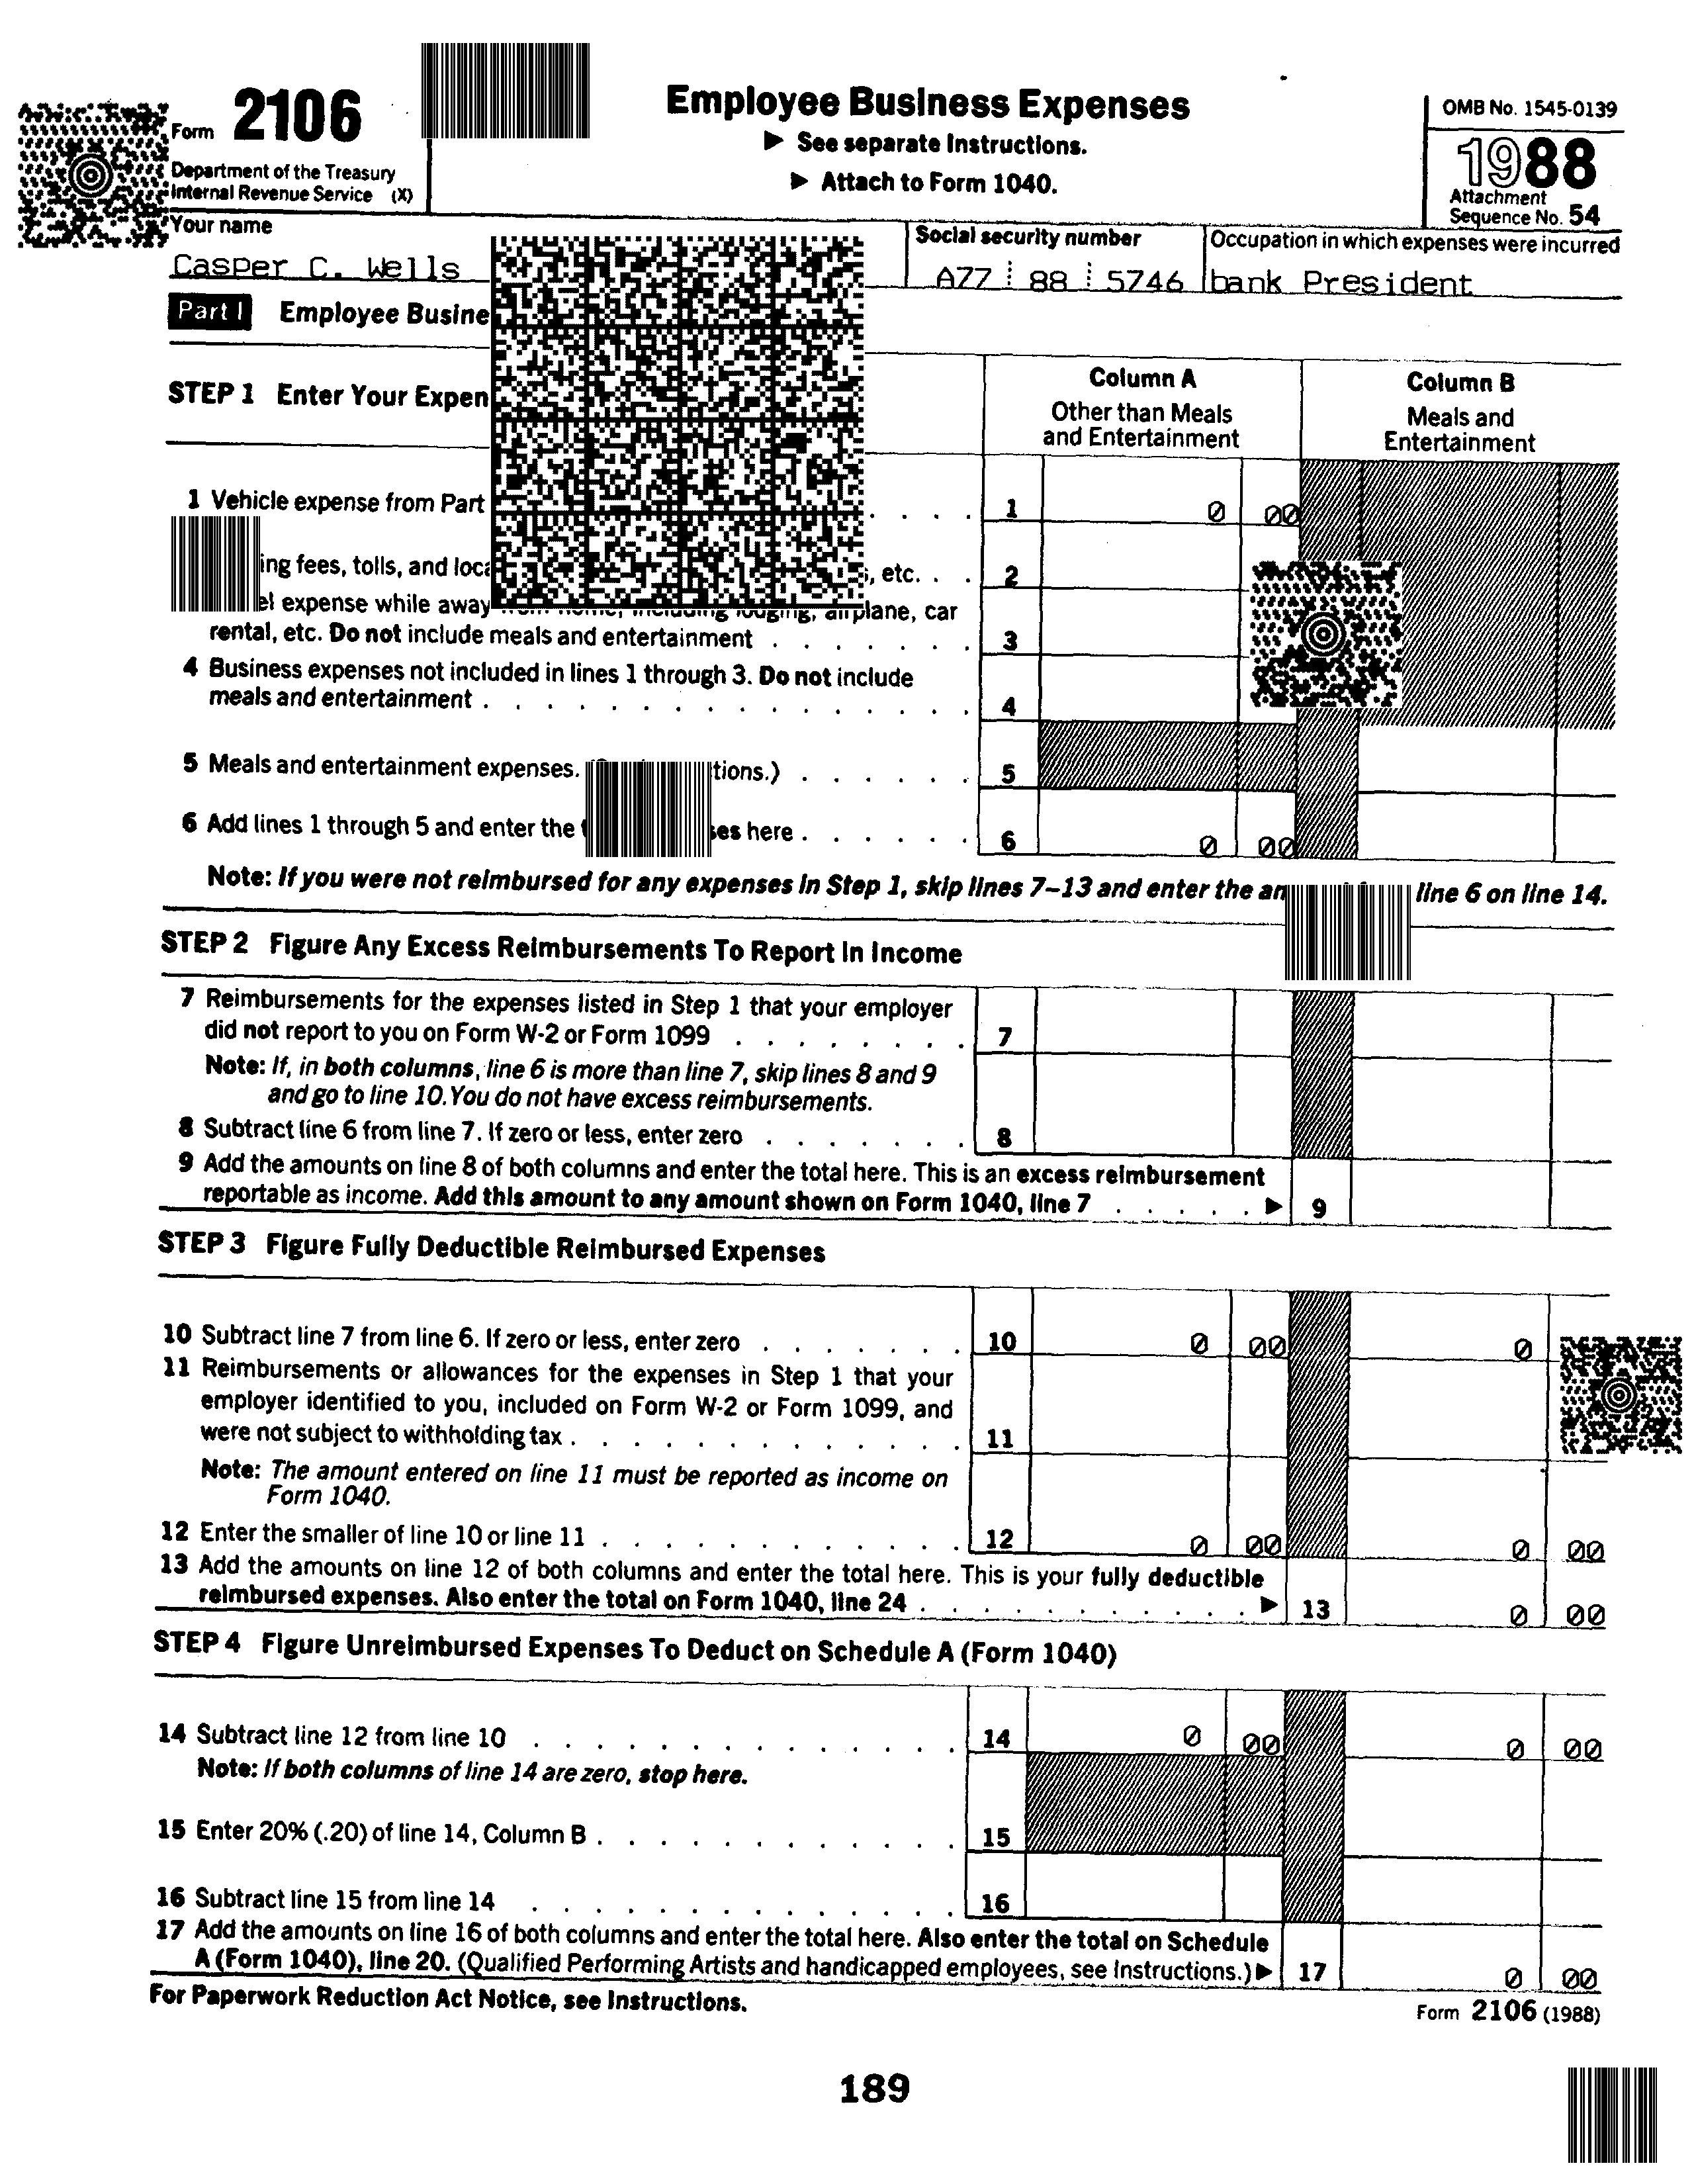 Form 2106
Department of the Treasury
Internal Revenue Service (X)
Employee Business Expenses
▶ See separate Instructions.
▶ Attach to Form 1040.
OMB No. 1545-0139
1988
Attachment
Sequence No. 54
Your name
Casper C. Wells
Social security number
A77 88 5746
Occupation in which expenses were incurred
bank President
Part I Employee
STEP 1 Enter Your
Column A
Other than Meals
and Entertainment
Column B
Meals and
Entertainment
1 Vehicle expense from Part . . . . 1 0 00
fees, tolls, and etc. . . 2
expense while away lodging, airplane, car
rental, etc. Do not include meals and entertainment . . . . . . . 3
4 Business expenses not included in lines 1 through 3. Do not include
meals and entertainment . . . . . . . . . . . . . . . . . . . 4
5 Meals and entertainment expenses. . . . . . . 5
6 Add lines 1 through 5 and enter the here . . . . . . . 6 0 00
Note: If you were not reimbursed for any expenses in Step 1, skip lines 7–13 and enter the line 6 on line 14.
STEP 2 Figure Any Excess Reimbursements To Report In Income
7 Reimbursements for the expenses listed in Step 1 that your employer
did not report to you on Form W-2 or Form 1099 . . . . . . . . . 7
Note: If, in both columns, line 6 is more than line 7, skip lines 8 and 9
and go to line 10. You do not have excess reimbursements.
8 Subtract line 6 from line 7. If zero or less, enter zero . . . . . . . . 8
9 Add the amounts on line 8 of both columns and enter the total here. This is an excess reimbursement
reportable as income. Add this amount to any amount shown on Form 1040, line 7 . . . . . . ▶ 9
STEP 3 Figure Fully Deductible Reimbursed Expenses
10 Subtract line 7 from line 6. If zero or less, enter zero . . . . . . . . 10 0 00 0
11 Reimbursements or allowances for the expenses in Step 1 that your
employer identified to you, included on Form W-2 or Form 1099, and
were not subject to withholding tax . . . . . . . . . . . . . . . 11
Note: The amount entered on line 11 must be reported as income on
Form 1040.
12 Enter the smaller of line 10 or line 11 . . . . . . . . . . . . . . 12 0 00 0 00
13 Add the amounts on line 12 of both columns and enter the total here. This is your fully deductible
reimbursed expenses. Also enter the total on Form 1040, line 24 . . . . . . . . . . . . . ▶ 13 0 00
STEP 4 Figure Unreimbursed Expenses To Deduct on Schedule A (Form 1040)
14 Subtract line 12 from line 10 . . . . . . . . . . . . . . . . 14 0 00 0 00
Note: If both columns of line 14 are zero, stop here.
15 Enter 20% (.20) of line 14, Column B . . . . . . . . . . . . . . 15
16 Subtract line 15 from line 14 . . . . . . . . . . . . . . . . 16
17 Add the amounts on line 16 of both columns and enter the total here. Also enter the total on Schedule
A (Form 1040), line 20. (Qualified Performing Artists and handicapped employees, see Instructions.) ▶ 17 0 00
For Paperwork Reduction Act Notice, see Instructions.
Form 2106 (1988)
189